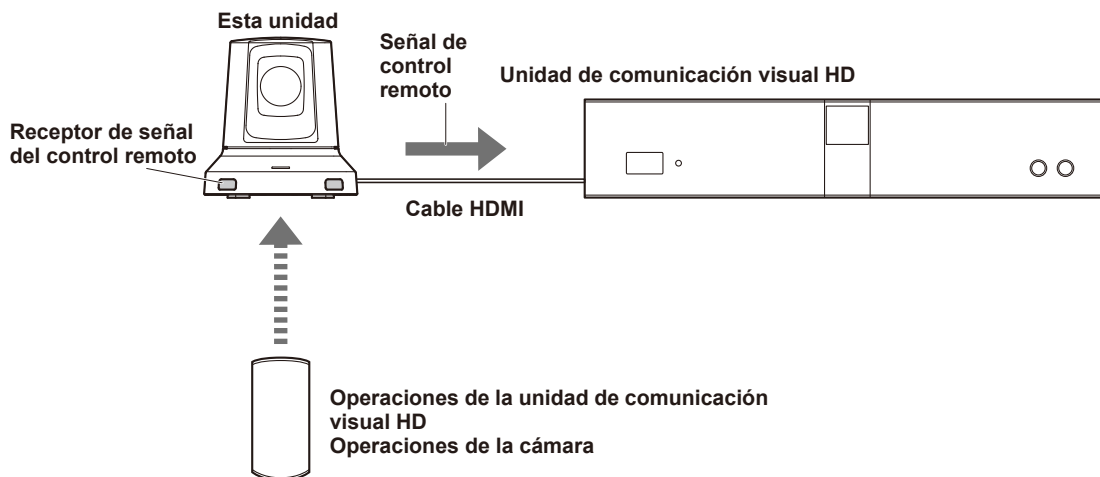 Esta unidad
Señal de
control
remoto
Unidad de comunicación visual HD
Receptor de señal
del control remoto
Cable HDMI
Operaciones de la unidad de comunicación
visual HD
Operaciones de la cámara